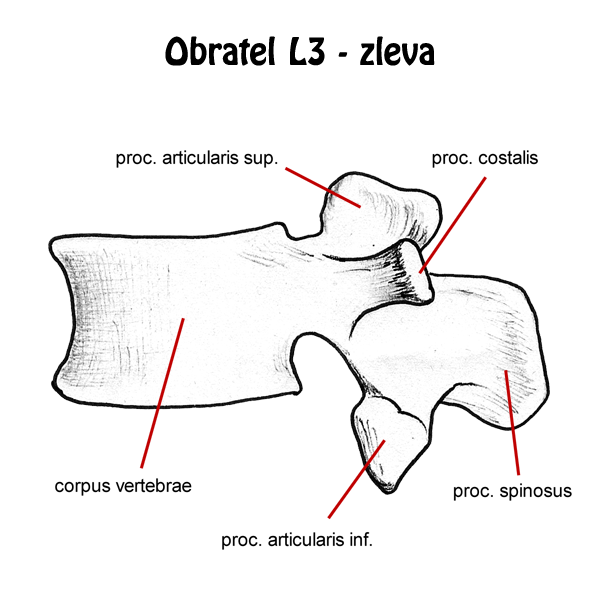 Obratel L3 - zleva
proc. articularis sup.
proc. costalis
corpus vertebrae
proc. spinosus
proc. articularis inf.